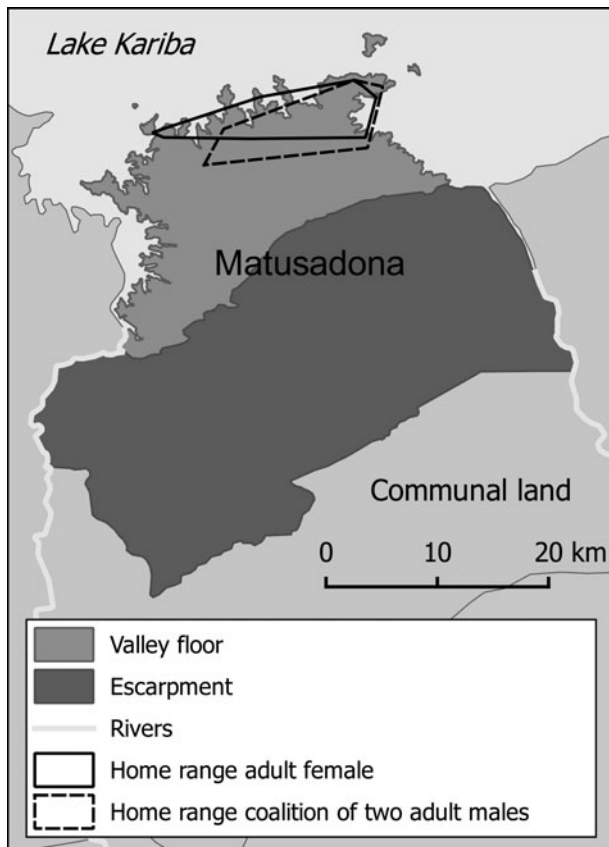 Lake Kariba
Matusadona
Communal land
0 10 20 km
Valley floor
Escarpment
Rivers
Home range adult female
Home range coalition of two adult males